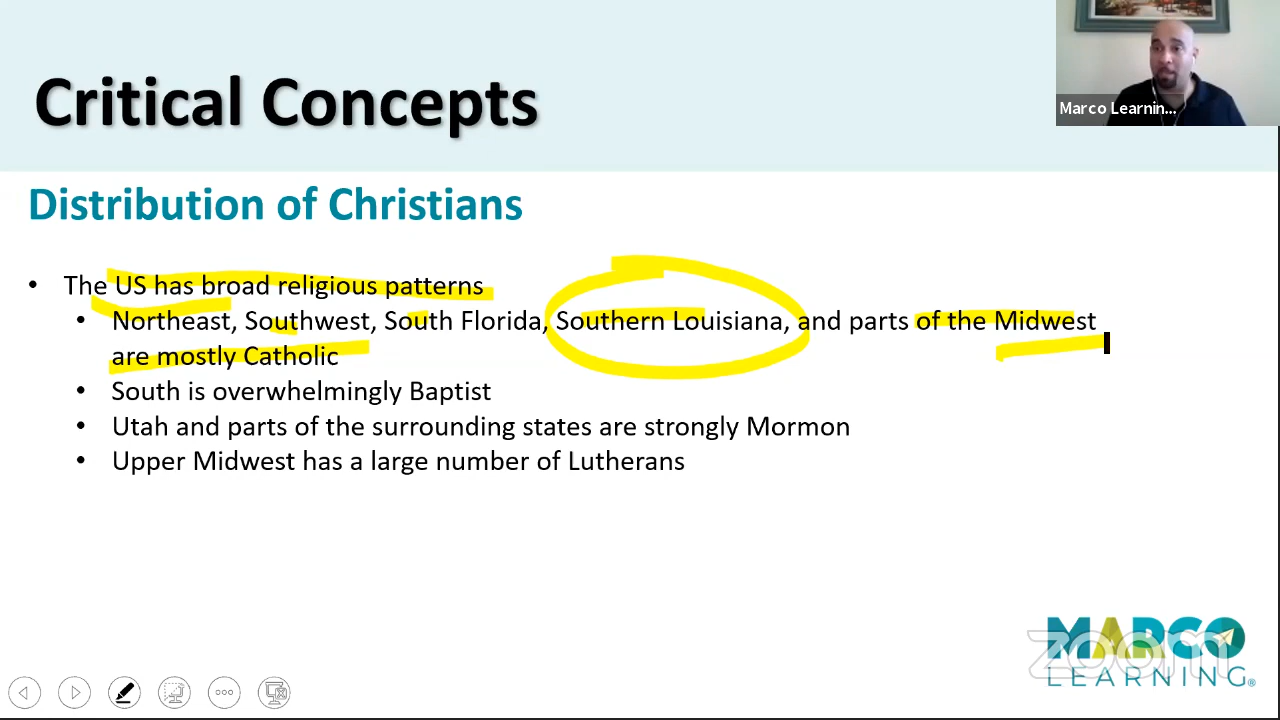 Critical Concepts
Marco Learnin...
Distribution of Christians
• The US has broad religious patterns
• Northeast, Southwest, South Florida, Southern Louisiana, and parts of the Midwest
are mostly Catholic
• South is overwhelmingly Baptist
• Utah and parts of the surrounding states are strongly Mormon
• Upper Midwest has a large number of Lutherans
MARCO
zoom
LEARNING®